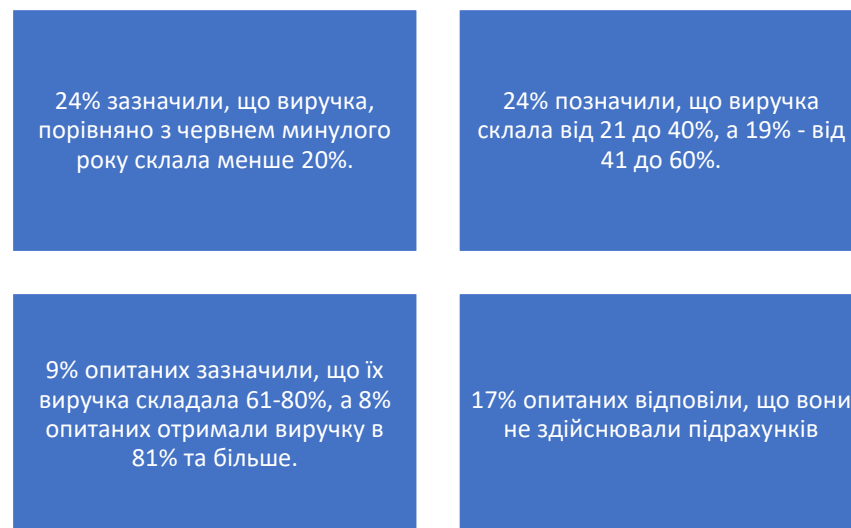 24% зазначили, що виручка,
порівняно з червнем минулого
року склала менше 20%.
24% позначили, що виручка
склала від 21 до 40%, а 19% - від
41 до 60%.
9% опитаних зазначили, що їх
виручка складала 61-80%, а 8%
опитаних отримали виручку в
81% та більше.
17% опитаних відповіли, що вони
не здійснювали підрахунків